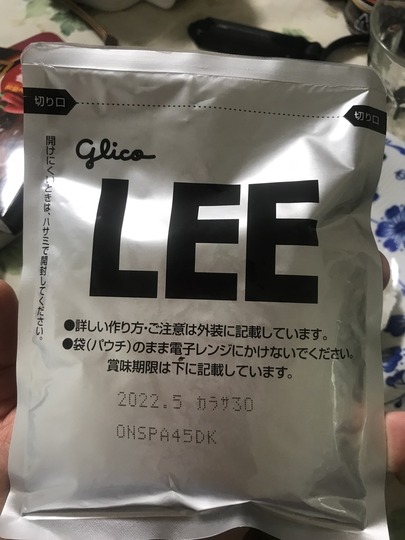 切り口
切り口
開けにくいときは、ハサミで開封してください。
glico
LEE
●詳しい作り方・ご注意は外装に記載しています。
●袋(パウチ)のまま電子レンジにかけないでください。
賞味期限は下に記載しています。
2022.5 カラサ30
ONSPA45DK